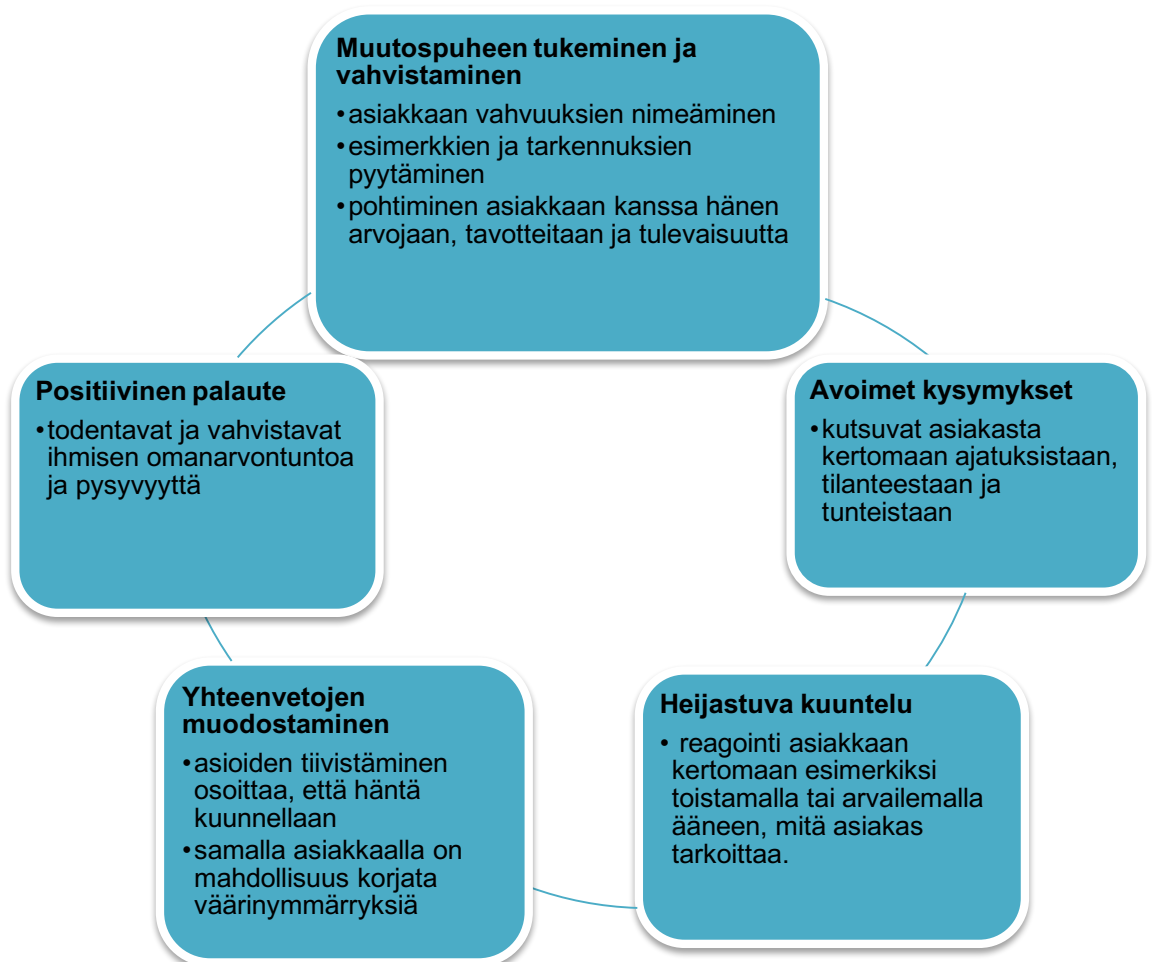 Muutospuheen tukeminen ja
vahvistaminen
•asiakkaan vahvuuksien nimeäminen
•esimerkkien ja tarkennuksien
pyytäminen
•pohtiminen asiakkaan kanssa hänen
arvojaan, tavotteitaan ja tulevaisuutta
Avoimet kysymykset
•kutsuvat asiakasta
kertomaan ajatuksistaan,
tilanteestaan ja
tunteistaan
Heijastuva kuuntelu
• reagointi asiakkaan
kertomaan esimerkiksi
toistamalla tai arvailemalla
ääneen, mitä asiakas
tarkoittaa.
Yhteenvetojen
muodostaminen
•asioiden tiivistäminen
osoittaa, että häntä
kuunnellaan
•samalla asiakkaalla on
mahdollisuus korjata
väärinymmärryksiä
Positiivinen palaute
•todentavat ja vahvistavat
ihmisen omanarvontuntoa
ja pysyvyyttä